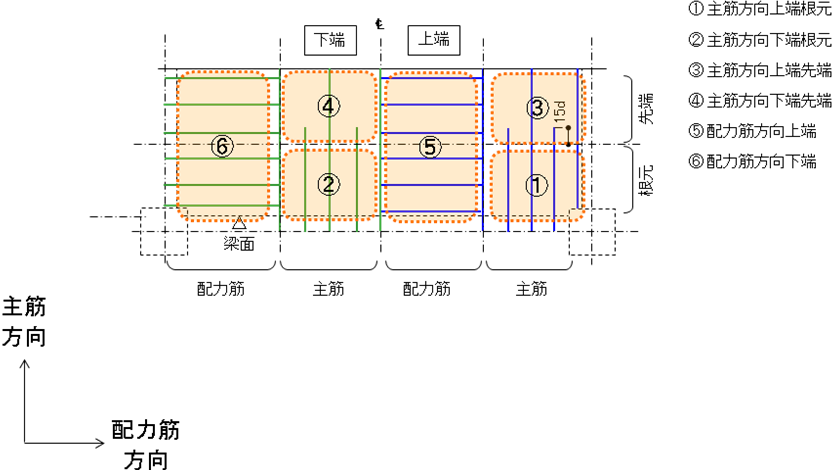 ℄
下端
上端
①主筋方向上端根元
②主筋方向下端根元
③主筋方向上端先端
④主筋方向下端先端
⑤配力筋方向上端
⑥配力筋方向下端
④
③
15d
先端
⑥
⑤
②
①
根元
梁面
配力筋
主筋
配力筋
主筋
主筋
方向
配力筋
方向